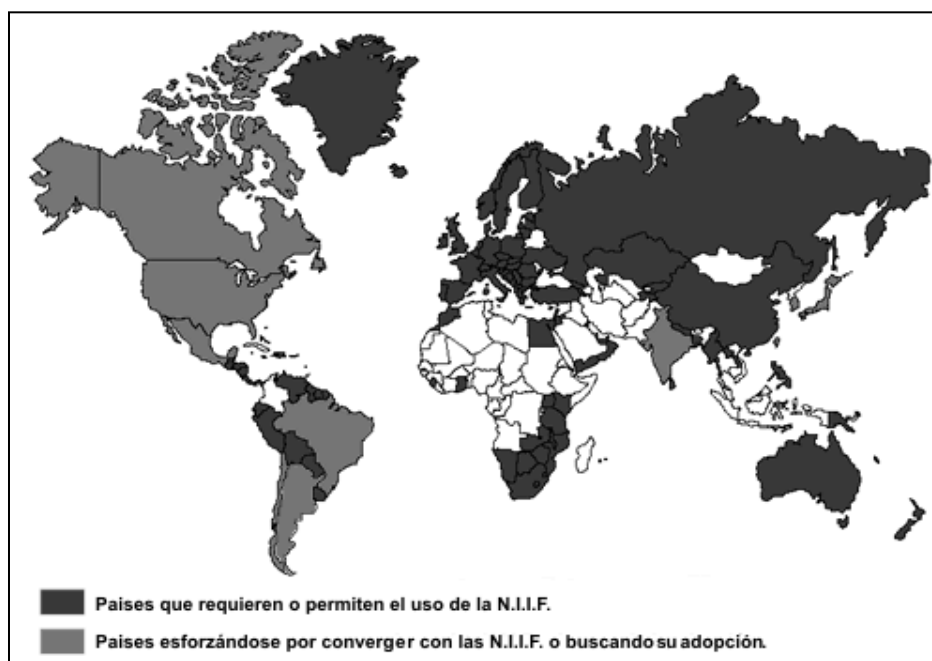 Paises que requieren o permiten el uso de la N.I.I.F.
Paises esforzándose por converger con las N.I.I.F. o buscando su adopción.